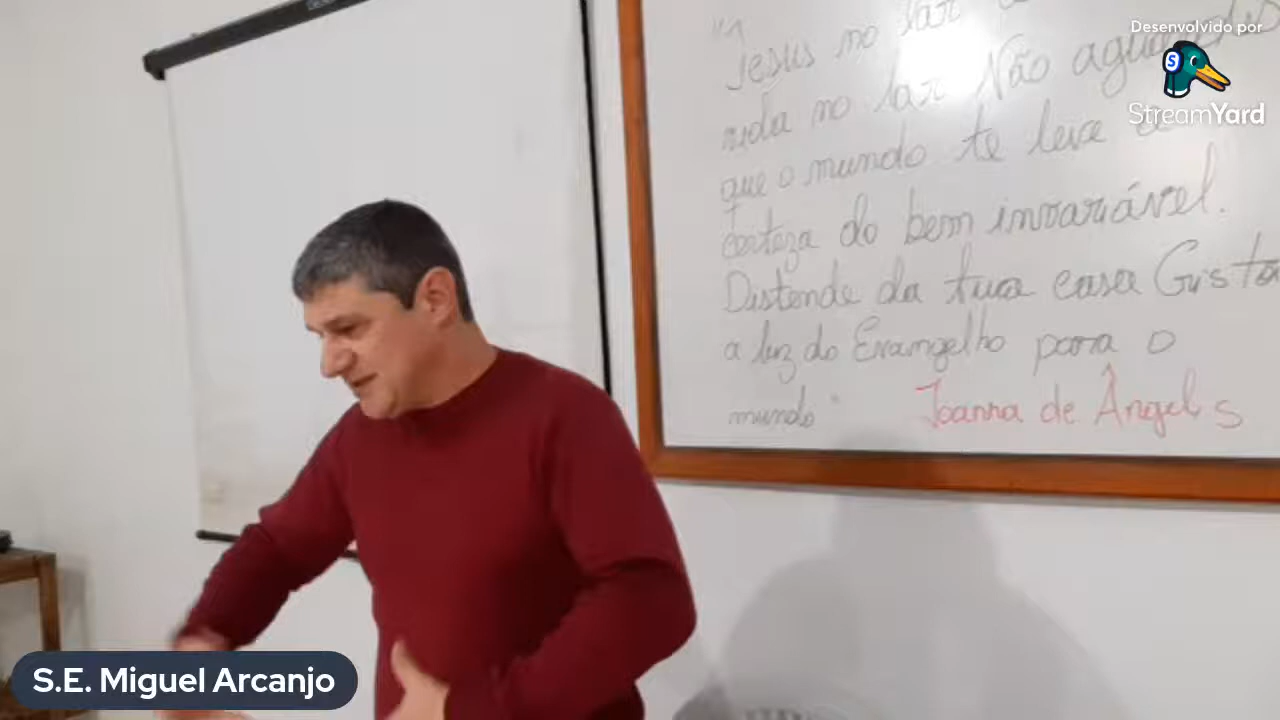 "Jesus no lar
vida no lar Não aguardes
que o mundo te leve a
certeza do bem invariável.
Distende da tua casa Cristã
a luz do Evangelho para o
mundo"
Joanna de Ângelis
Desenvolvido por
StreamYard
S.E. Miguel Arcanjo